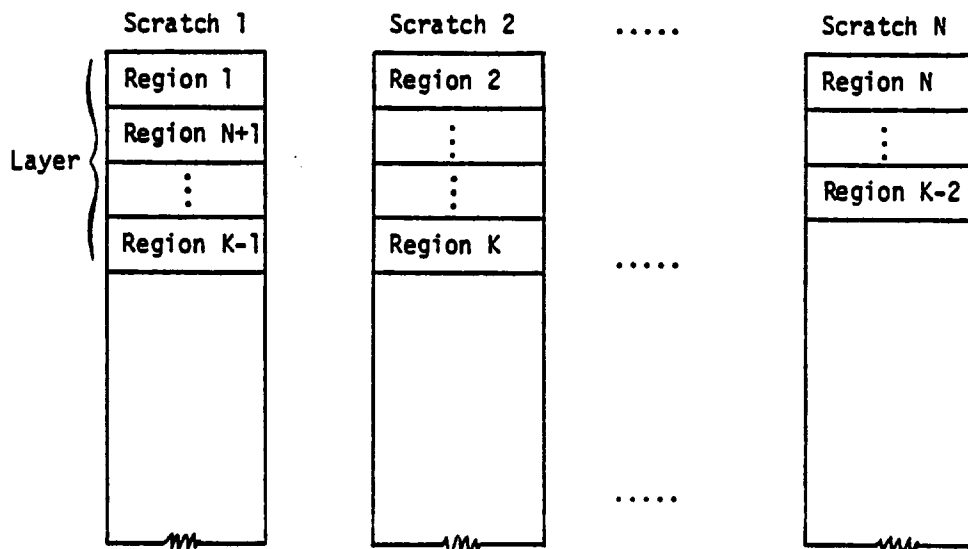 Scratch 1 Scratch 2 ..... Scratch N
Region 1 Region 2 Region N
Region N+1
Layer
Region K-2
Region K-1 Region K
.....
.....